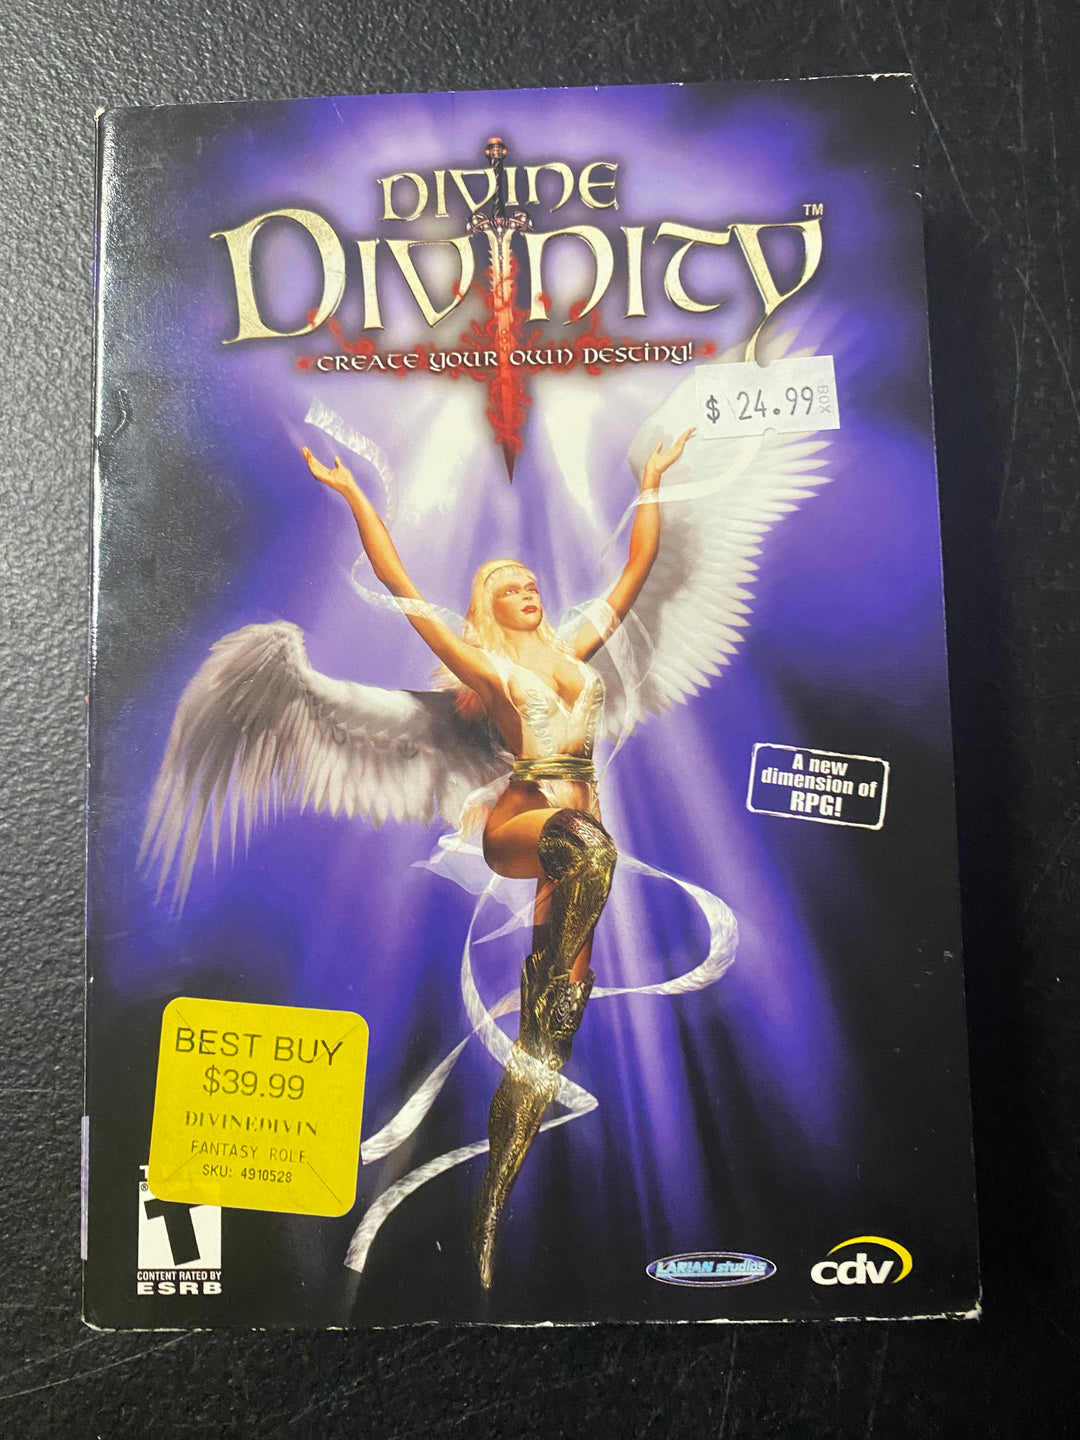 DIVINE
DIVINITY™
CREATE YOUR OWN DESTINY!
$ 24.99 BOX
A new
dimension of
RPG!
BEST BUY
$39.99
DIVINEDIVIN
FANTASY ROLE
SKU: 4910528
T
®
T
CONTENT RATED BY
ESRB
LARIAN studios
cdv